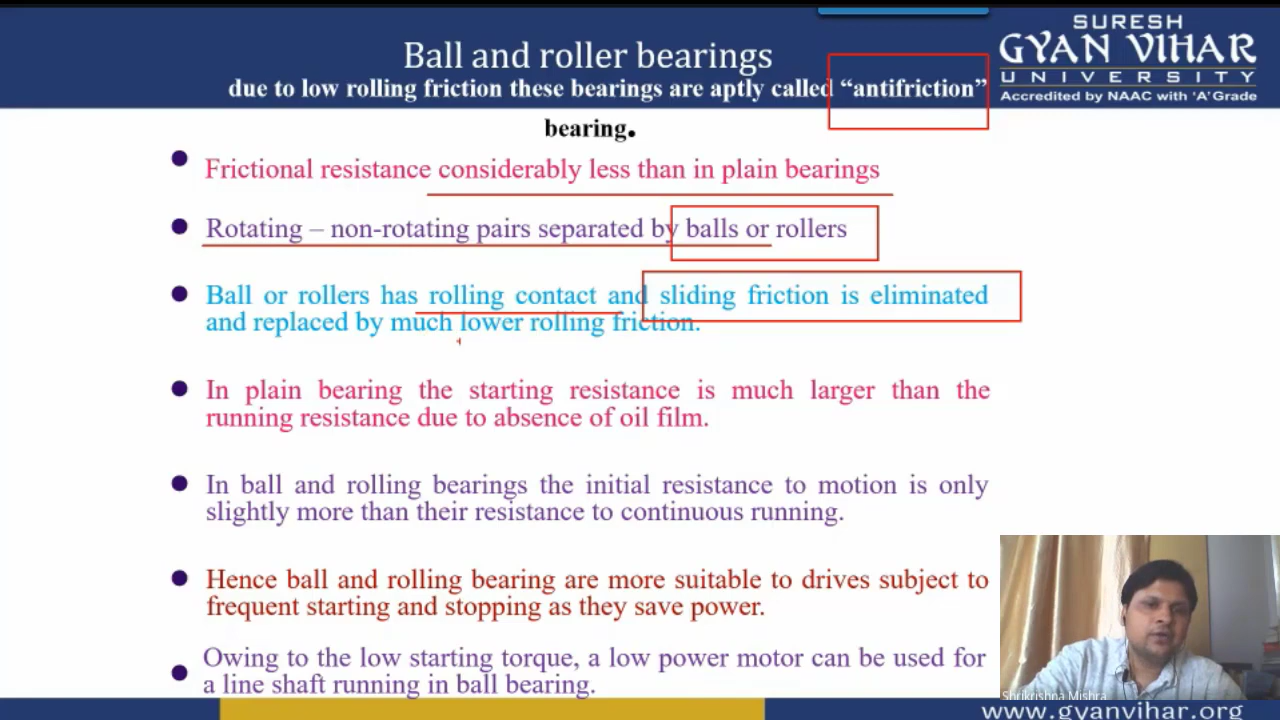 SURESH
GYAN VIHAR
UNIVERSITY
Accredited by NAAC with 'A' Grade
Ball and roller bearings
due to low rolling friction these bearings are aptly called “antifriction”
bearing.
Frictional resistance considerably less than in plain bearings
Rotating – non-rotating pairs separated by balls or rollers
Ball or rollers has rolling contact and sliding friction is eliminated
and replaced by much lower rolling friction.
In plain bearing the starting resistance is much larger than the
running resistance due to absence of oil film.
In ball and rolling bearings the initial resistance to motion is only
slightly more than their resistance to continuous running.
Hence ball and rolling bearing are more suitable to drives subject to
frequent starting and stopping as they save power.
Owing to the low starting torque, a low power motor can be used for
a line shaft running in ball bearing.
Shrikrishna Mishra
www.gyanvihar.org